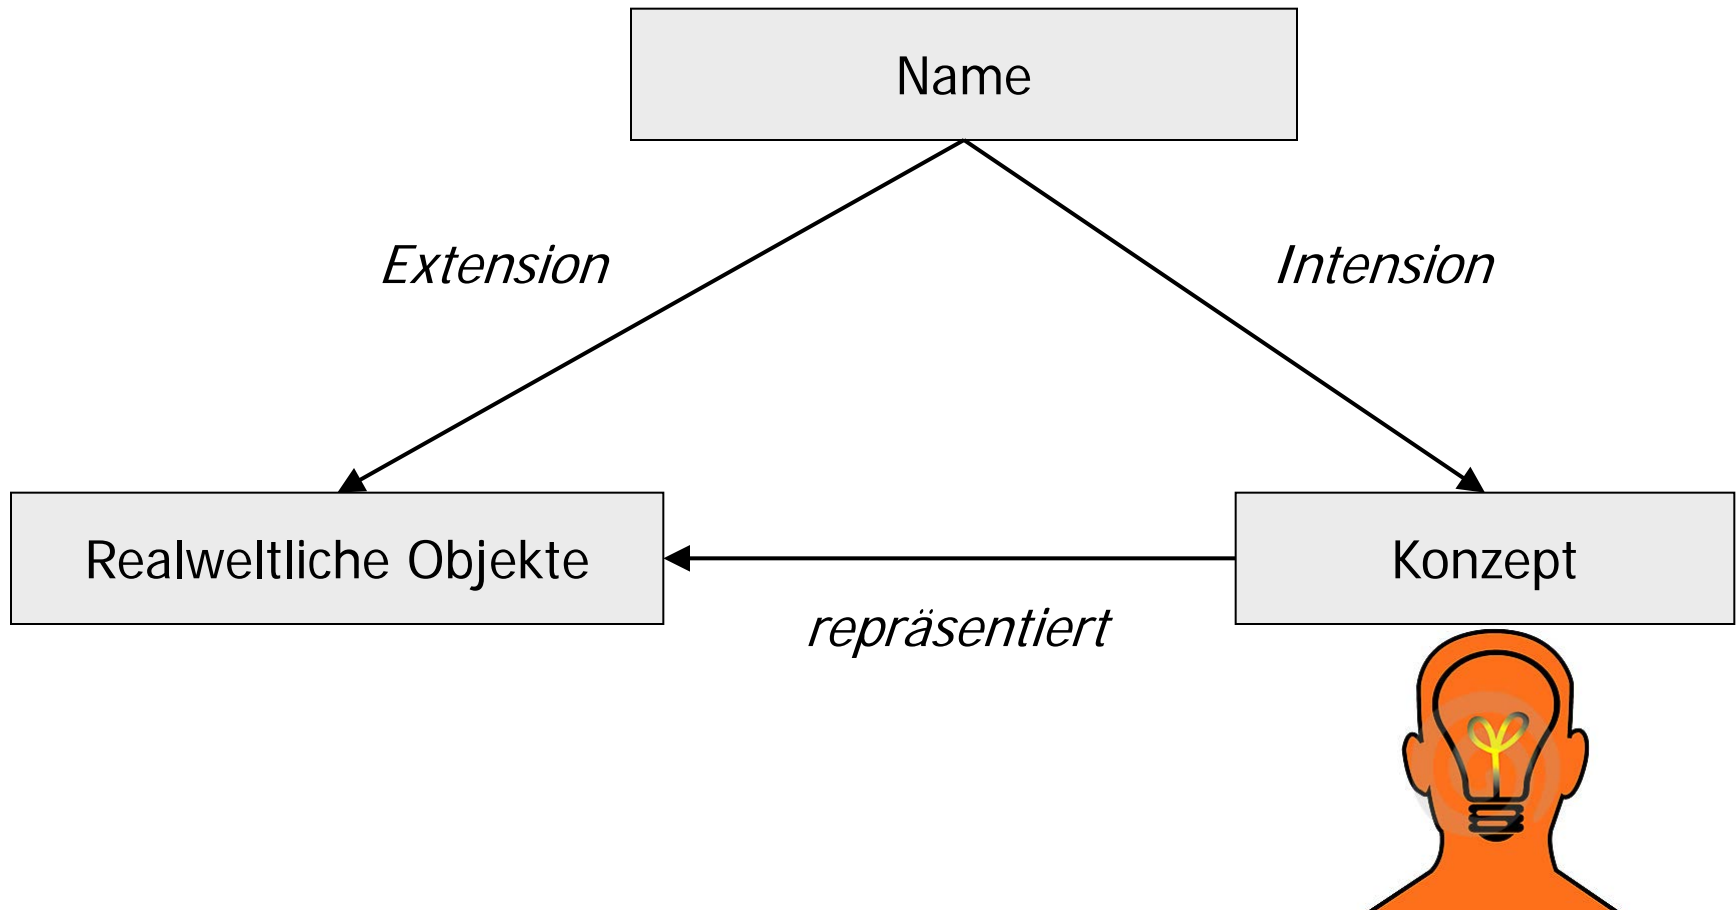 Name
Extension
Intension
Realweltliche Objekte
Konzept
repräsentiert